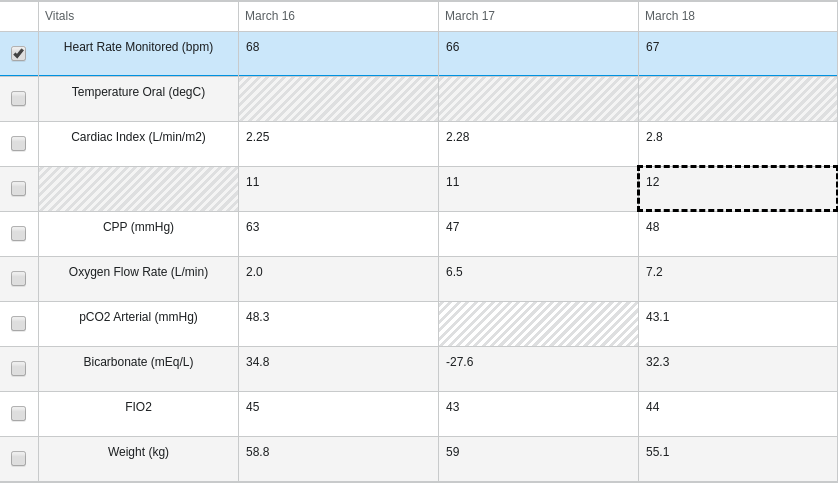 Vitals March 16 March 17 March 18
Heart Rate Monitored (bpm) 68 66 67
Temperature Oral (degC)
Cardiac Index (L/min/m2) 2.25 2.28 2.8
11 11 12
CPP (mmHg) 63 47 48
Oxygen Flow Rate (L/min) 2.0 6.5 7.2
pCO2 Arterial (mmHg) 48.3 43.1
Bicarbonate (mEq/L) 34.8 -27.6 32.3
FIO2 45 43 44
Weight (kg) 58.8 59 55.1